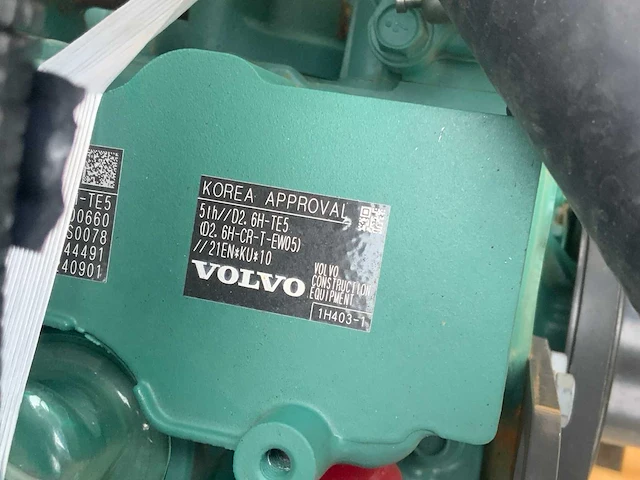 -TE5
00660
S0078
44491
40901
KOREA APPROVAL
5th//D2.6H-TE5
(D2.6H-CR-T-EW05)
//21EN*KU*10
VOLVO
VOLVO
CONSTRUCTION
EQUIPMENT
1H403-1